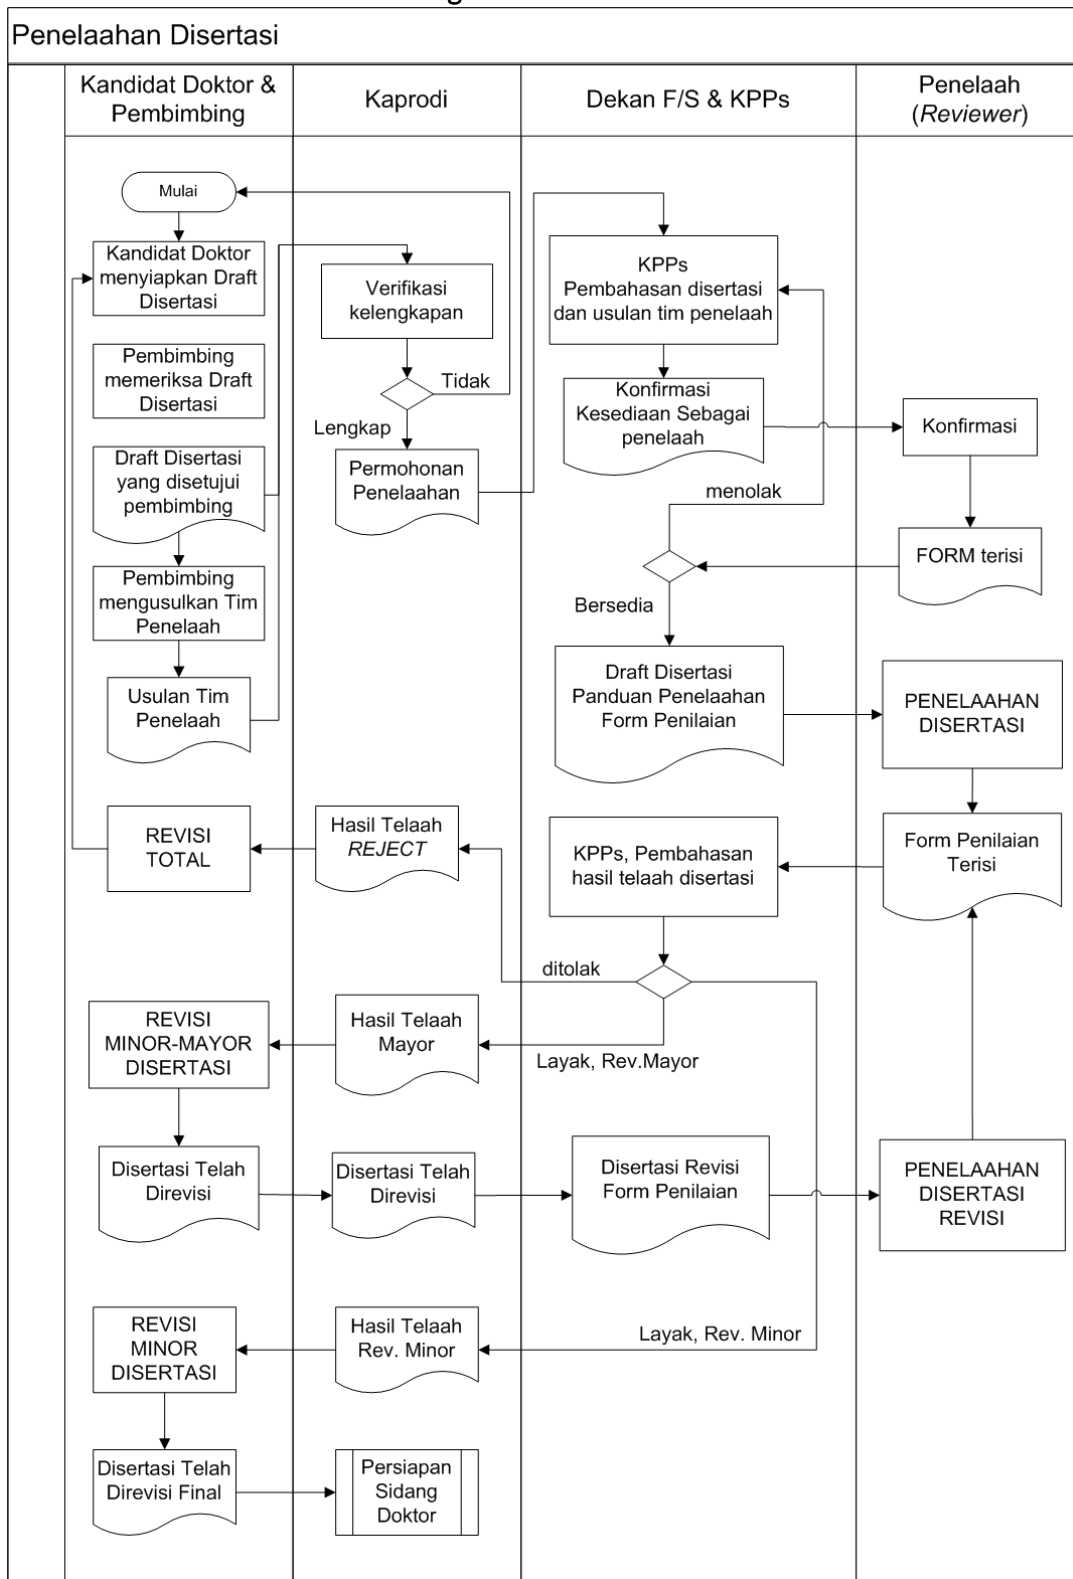 Penelaahan Disertasi
Kandidat Doktor &
Pembimbing
Kaprodi
Dekan F/S & KPPs
Penelaah
(Reviewer)
Mulai
Kandidat Doktor
menyiapkan Draft
Disertasi
Pembimbing
memeriksa Draft
Disertasi
Draft Disertasi
yang disetujui
pembimbing
Pembimbing
mengusulkan Tim
Penelaah
Usulan Tim
Penelaah
Verifikasi
kelengkapan
Tidak
Lengkap
Permohonan
Penelaahan
KPPs
Pembahasan disertasi
dan usulan tim penelaah
Konfirmasi
Kesediaan Sebagai
penelaah
Konfirmasi
menolak
FORM terisi
Bersedia
Draft Disertasi
Panduan Penelaahan
Form Penilaian
PENELAAHAN
DISERTASI
REVISI
TOTAL
Hasil Telaah
REJECT
KPPs, Pembahasan
hasil telaah disertasi
Form Penilaian
Terisi
ditolak
REVISI
MINOR-MAYOR
DISERTASI
Hasil Telaah
Mayor
Layak, Rev.Mayor
Disertasi Telah
Direvisi
Disertasi Telah
Direvisi
Disertasi Revisi
Form Penilaian
PENELAAHAN
DISERTASI
REVISI
REVISI
MINOR
DISERTASI
Hasil Telaah
Rev. Minor
Layak, Rev. Minor
Disertasi Telah
Direvisi Final
Persiapan
Sidang
Doktor